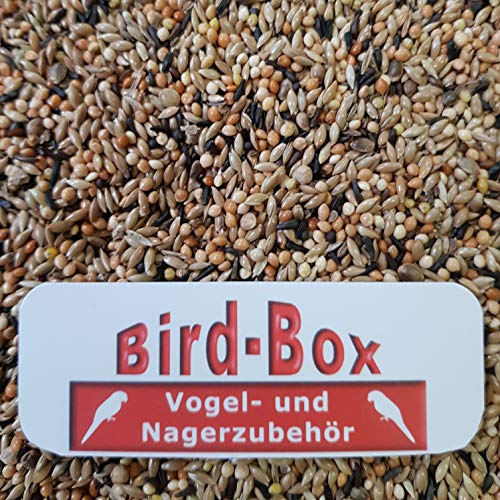 Bird-Box
Vogel- und
Nagerzubehör